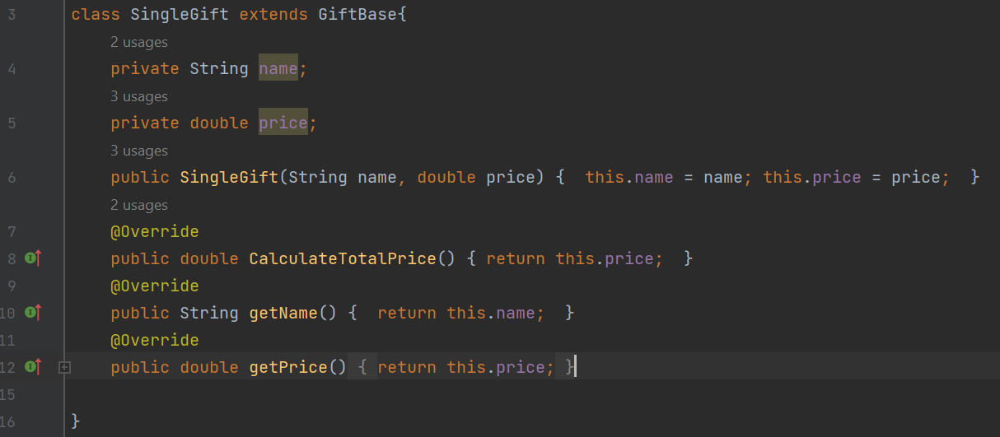 3 class SingleGift extends GiftBase{
2 usages
4 private String name;
3 usages
5 private double price;
3 usages
6 public SingleGift(String name, double price) {  this.name = name; this.price = price;  }
2 usages
7 @Override
8 public double CalculateTotalPrice() { return this.price;  }
9 @Override
10 public String getName() {  return this.name;  }
11 @Override
12 public double getPrice() { return this.price; }
15
16 }